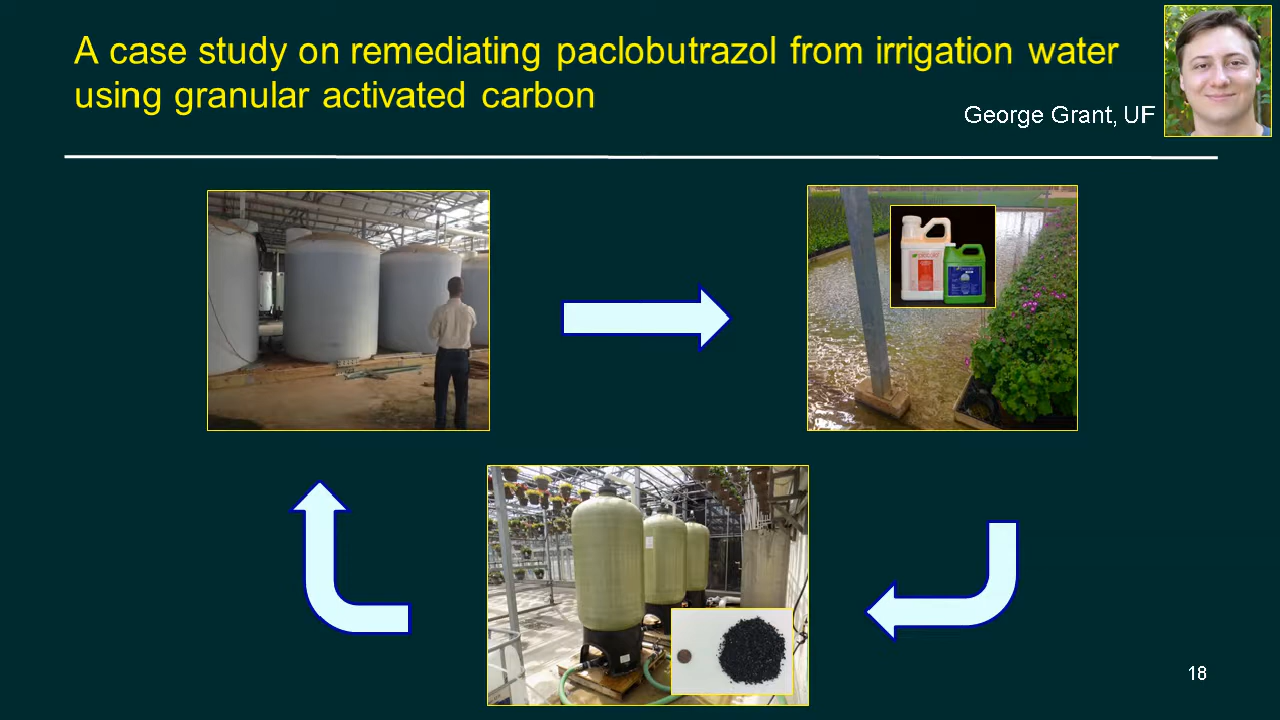 A case study on remediating paclobutrazol from irrigation water
using granular activated carbon
George Grant, UF
18